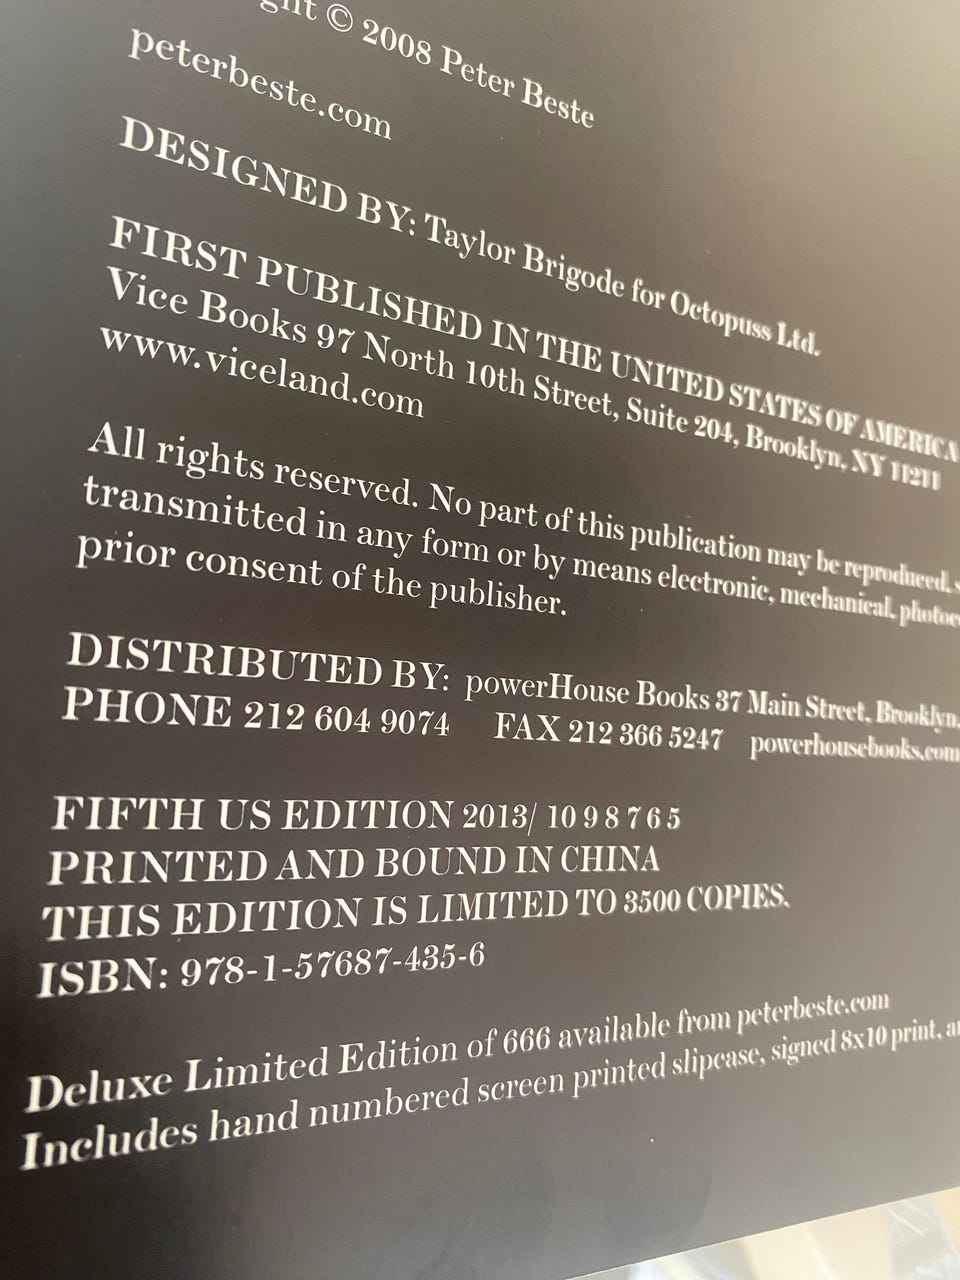 © 2008 Peter Beste
peterbeste.com
DESIGNED BY: Taylor Brigode for Octopuss Ltd.
FIRST PUBLISHED IN THE UNITED STATES OF AMERICA
Vice Books 97 North 10th Street, Suite 204, Brooklyn, NY 11211
www.viceland.com
All rights reserved. No part of this publication may be reproduced,
transmitted in any form or by means electronic, mechanical,
prior consent of the publisher.
DISTRIBUTED BY: powerHouse Books 37 Main Street, Brooklyn,
PHONE 212 604 9074 FAX 212 366 5247 powerhousebooks.com
FIFTH US EDITION 2013/ 10 9 8 7 6 5
PRINTED AND BOUND IN CHINA
THIS EDITION IS LIMITED TO 3500 COPIES.
ISBN: 978-1-57687-435-6
Deluxe Limited Edition of 666 available from peterbeste.com
Includes hand numbered screen printed slipcase, signed 8x10 print,